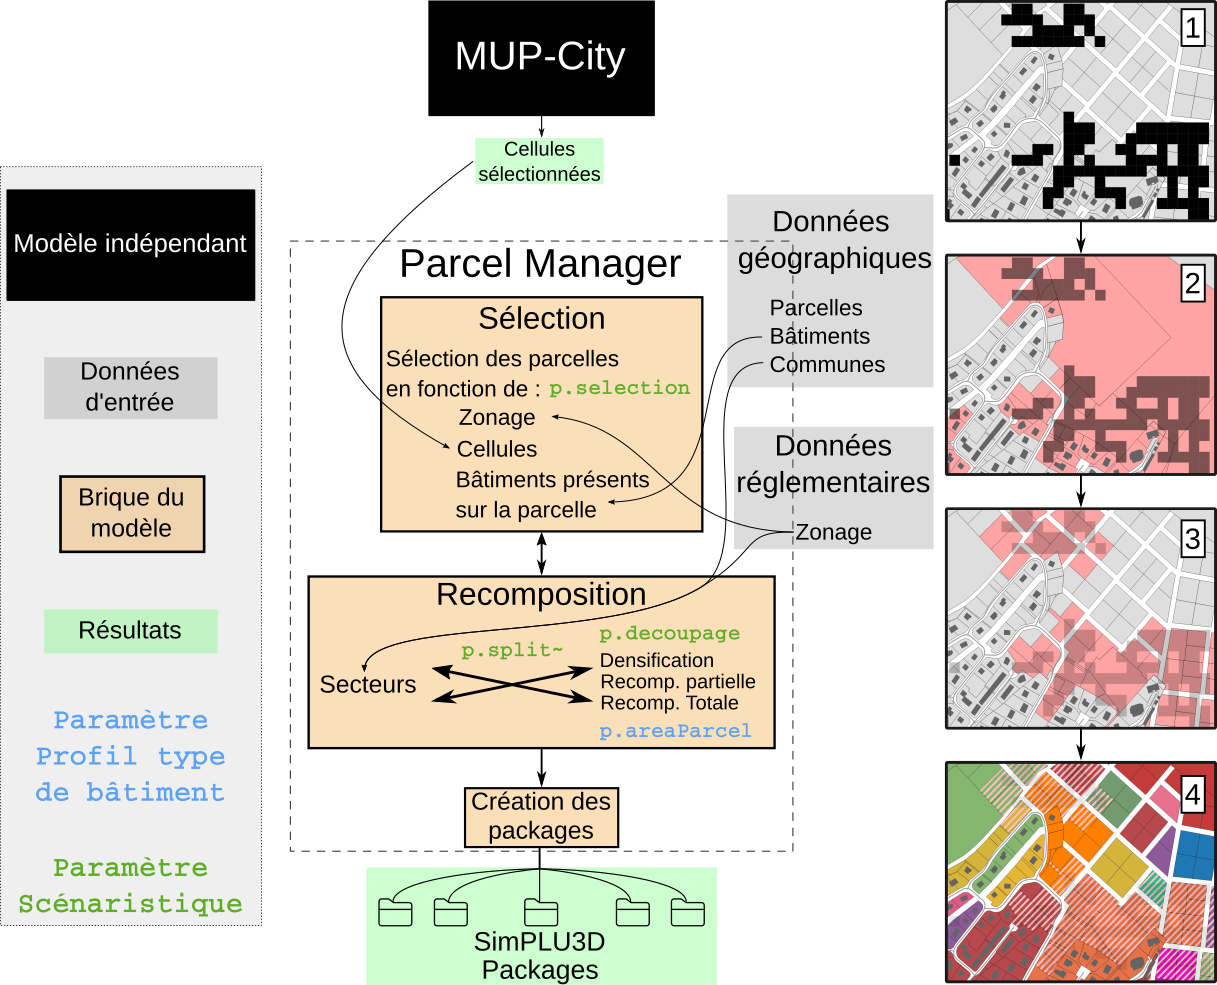 MUP-City
Cellules
sélectionnées
Modèle indépendant
Données
d'entrée
Brique du
modèle
Résultats
Paramètre
Profil type
de bâtiment
Paramètre
Scénaristique
Parcel Manager
Sélection
Sélection des parcelles
en fonction de : p.selection
Zonage
Cellules
Bâtiments présents
sur la parcelle
Données
géographiques
Parcelles
Bâtiments
Communes
Données
réglementaires
Zonage
Recomposition
p.split~
p.decoupage
Secteurs
Densification
Recomp. partielle
Recomp. Totale
p.areaParcel
Création des
packages
SimPLU3D
Packages
1
2
3
4